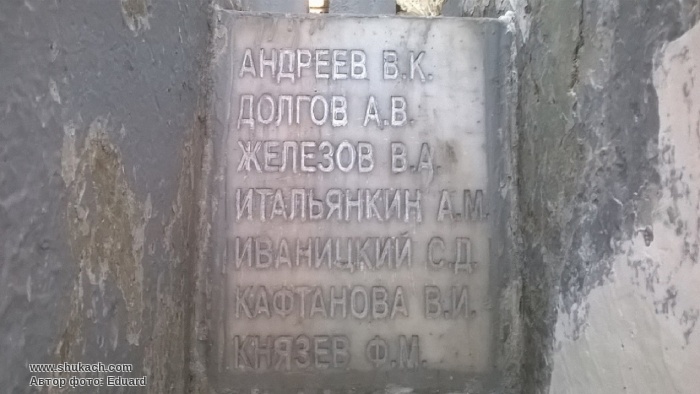 АНДРЕЕВ В.К.
ДОЛГОВ А.В.
ЖЕЛЕЗОВ В.А.
ИТАЛЬЯНКИН А.М.
ИВАНИЦКИЙ С.Д.
КАФТАНОВА В.И.
КНЯЗЕВ Ф.М.
www.shukach.com
Автор фото: Eduard